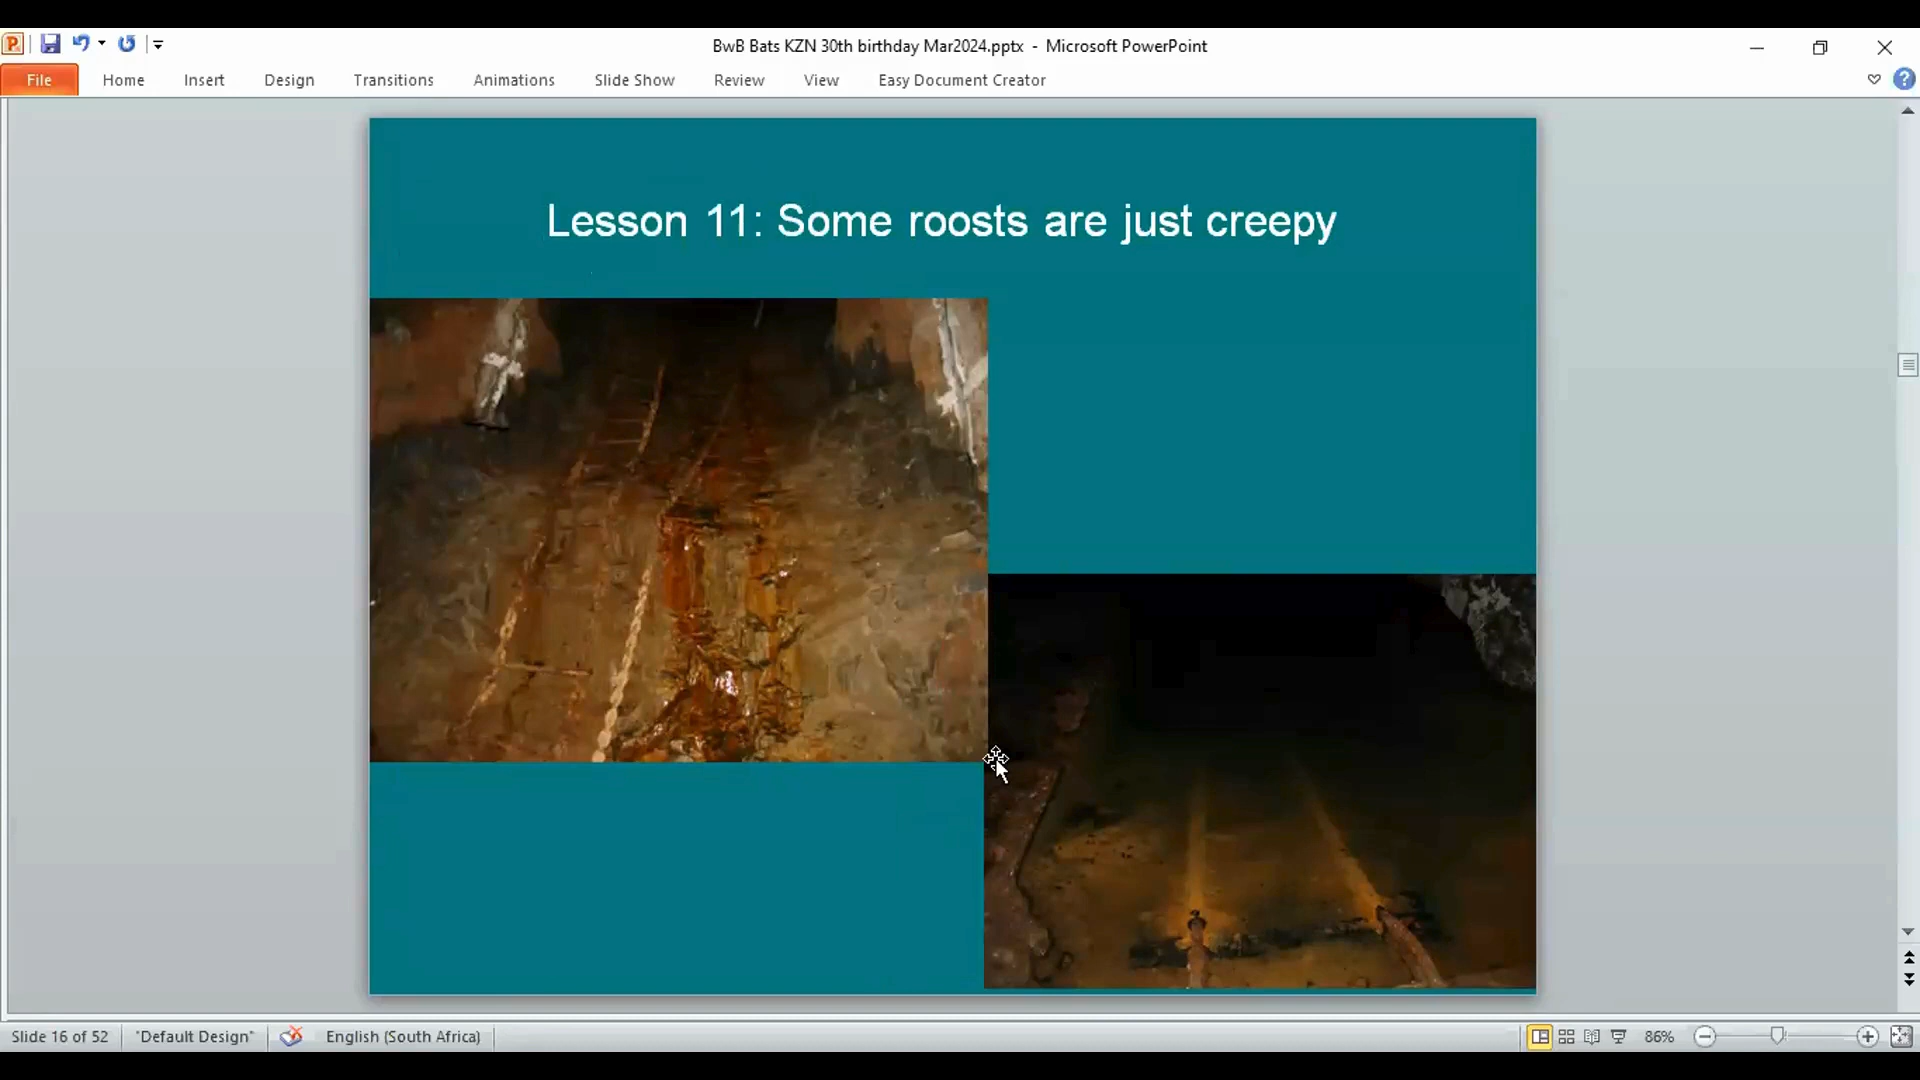 BwB Bats KZN 30th birthday Mar2024.pptx - Microsoft PowerPoint
File Home Insert Design Transitions Animations Slide Show Review View Easy Document Creator
Lesson 11: Some roosts are just creepy
Slide 16 of 52 "Default Design" English (South Africa) 86%